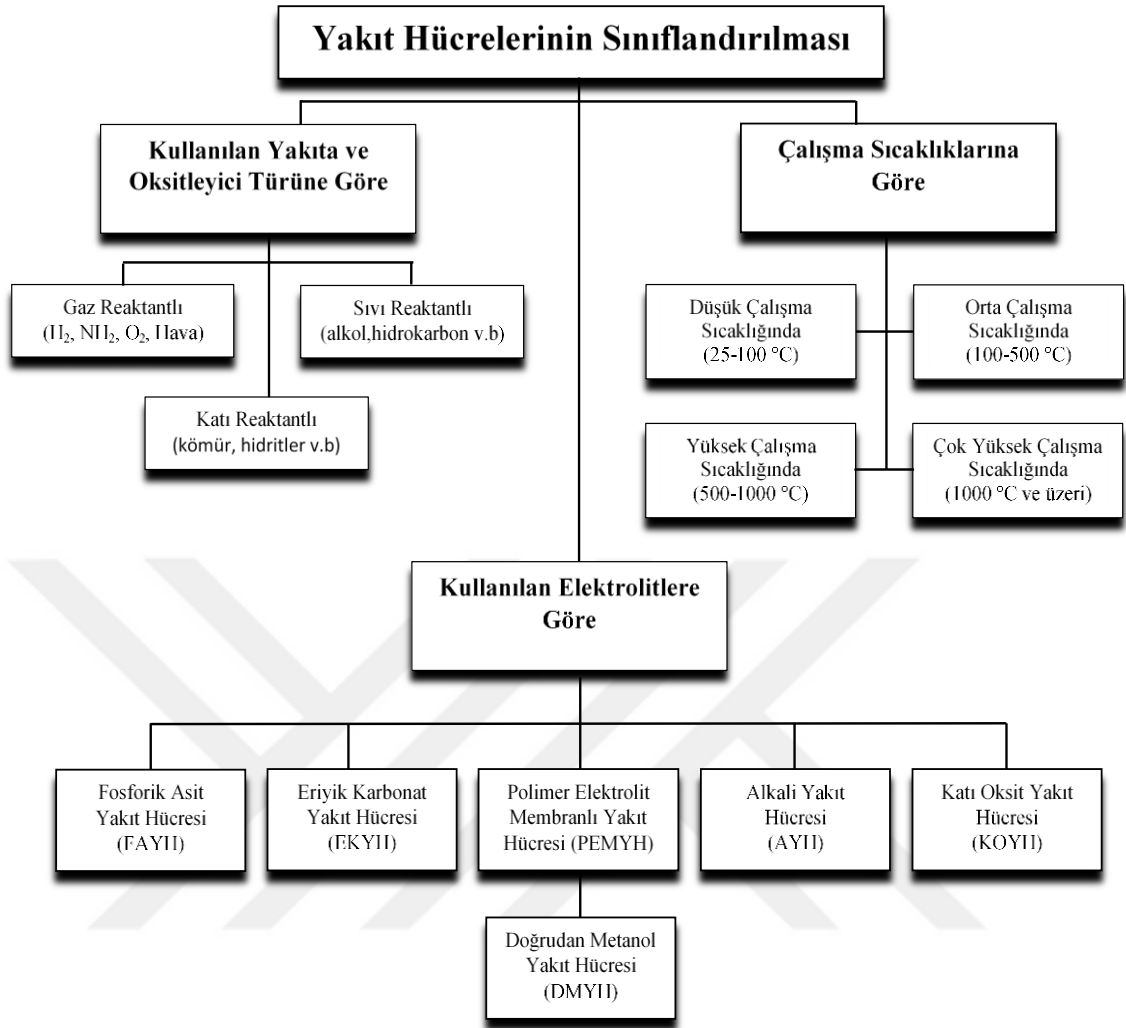 Yakıt Hücrelerinin Sınıflandırılması
Kullanılan Yakıta ve
Oksitleyici Türüne Göre
Çalışma Sıcaklıklarına
Göre
Gaz Reaktantlı
(H₂, NH₂, O₂, Hava)
Sıvı Reaktantlı
(alkol,hidrokarbon v.b)
Katı Reaktantlı
(kömür, hidritler v.b)
Düşük Çalışma
Sıcaklığında
(25-100 °C)
Orta Çalışma
Sıcaklığında
(100-500 °C)
Yüksek Çalışma
Sıcaklığında
(500-1000 °C)
Çok Yüksek Çalışma
Sıcaklığında
(1000 °C ve üzeri)
Kullanılan Elektrolitlere
Göre
Fosforik Asit
Yakıt Hücresi
(FAYH)
Eriyik Karbonat
Yakıt Hücresi
(EKYH)
Polimer Elektrolit
Membranlı Yakıt
Hücresi (PEMYH)
Alkali Yakıt
Hücresi
(AYH)
Katı Oksit Yakıt
Hücresi
(KOYH)
Doğrudan Metanol
Yakıt Hücresi
(DMYH)